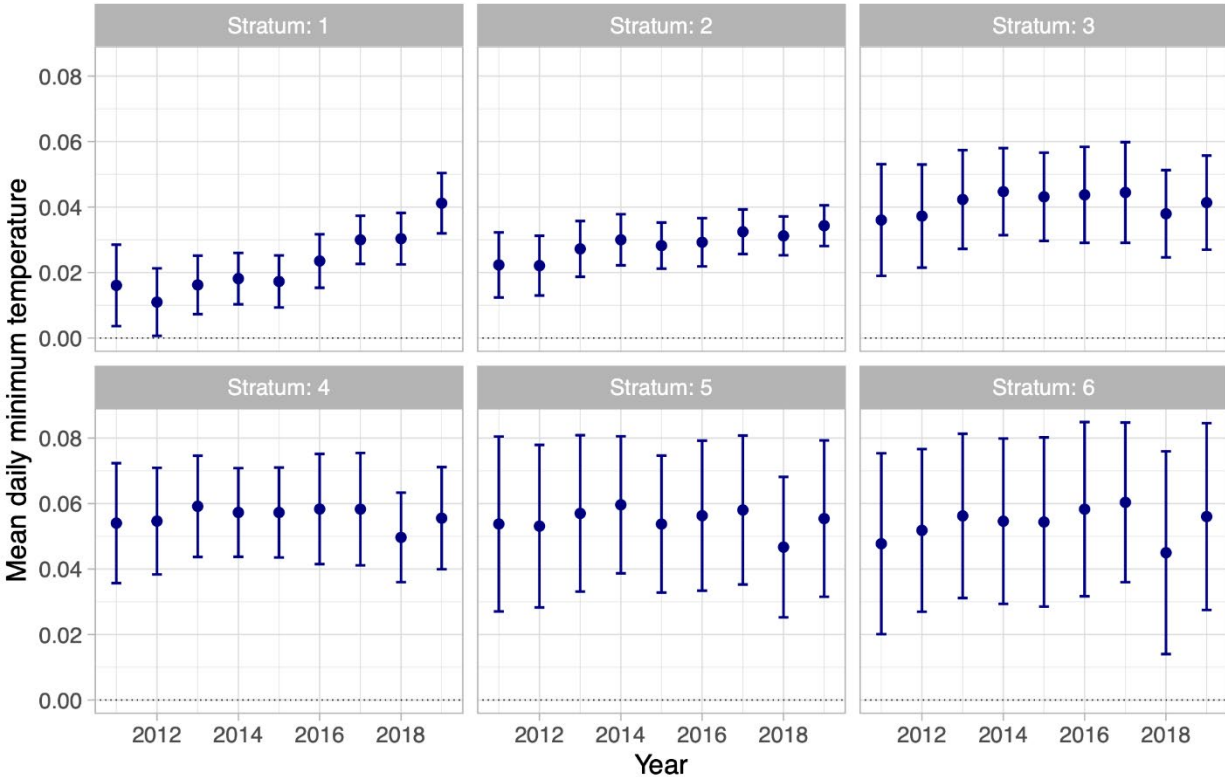 Stratum: 1
Stratum: 2
Stratum: 3
0.08
0.06
0.04
0.02
0.00
Stratum: 4
Stratum: 5
Stratum: 6
0.08
0.06
0.04
0.02
0.00
2012 2014 2016 2018
2012 2014 2016 2018
2012 2014 2016 2018
Mean daily minimum temperature
Year